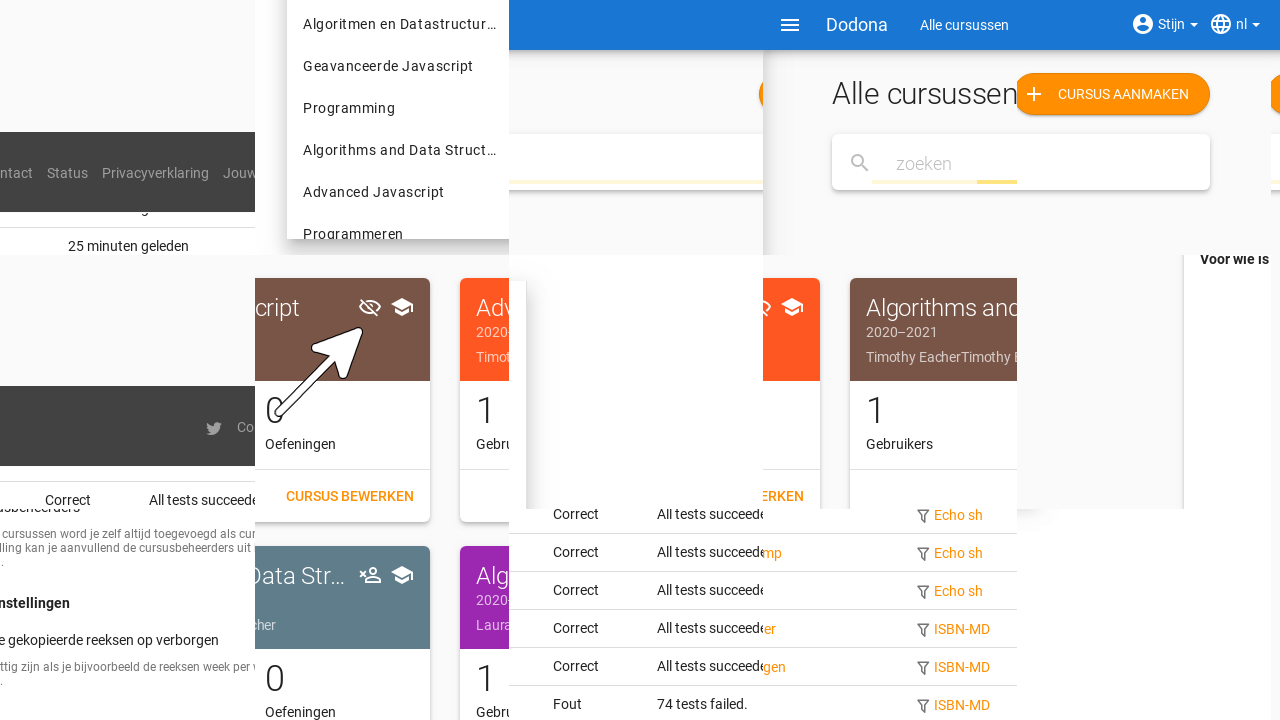 Algoritmen en Datastructur...
Geavanceerde Javascript
Programming
Algorithms and Data Struct...
Advanced Javascript
Programmeren
Dodona
Alle cursussen
Stijn
nl
Alle cursussen
CURSUS AANMAKEN
zoeken
ntact Status Privacyverklaring Jouw
25 minuten geleden
Voor wie is
cript
0
Oefeningen
CURSUS BEWERKEN
Adv
2020-
Timot
1
Gebru
ERKEN
Algorithms and
2020–2021
Timothy EacherTimothy E
1
Gebruikers
Co
Correct All tests succeede
sbeheerders
cursussen word je zelf altijd toegevoegd als cur
lling kan je aanvullend de cursusbeheerders uit
.
nstellingen
e gekopieerde reeksen op verborgen
ttig zijn als je bijvoorbeeld de reeksen week per w
.
Data Str...
cher
0
Oefeningen
Alg
2020-
Laura
1
Gebru
Correct All tests succeede Echo sh
Correct All tests succeede mp Echo sh
Correct All tests succeede Echo sh
Correct All tests succeede er ISBN-MD
Correct All tests succeede gen ISBN-MD
Fout 74 tests failed. ISBN-MD